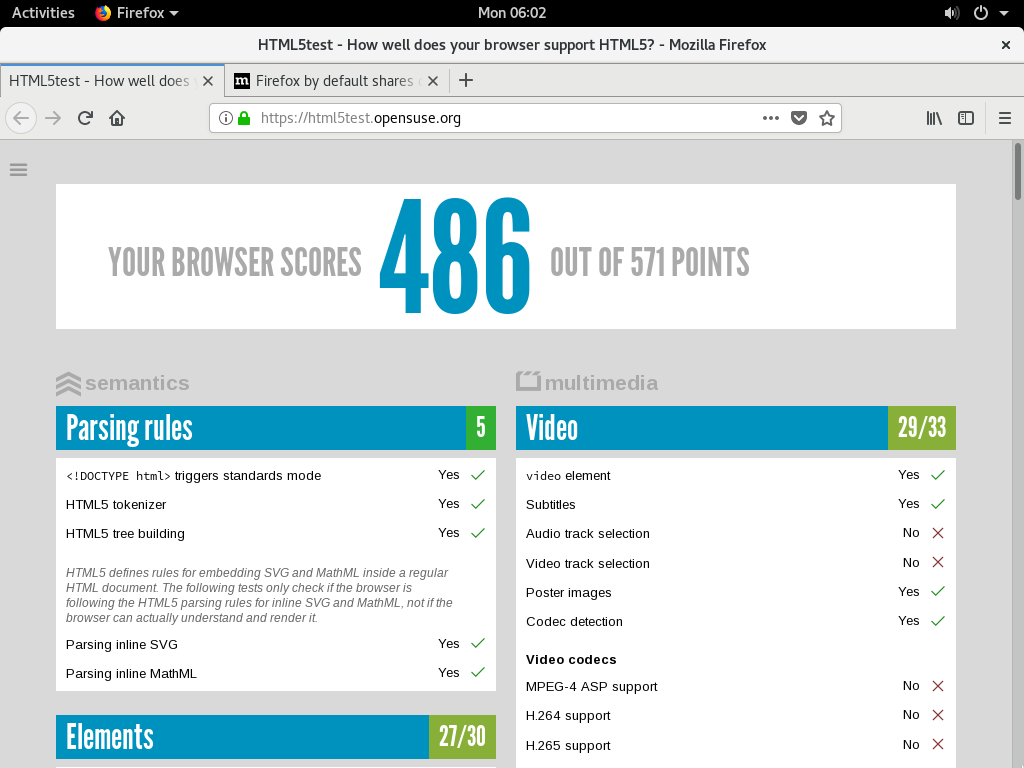 Activities Firefox Mon 06:02
HTML5test - How well does your browser support HTML5? - Mozilla Firefox
HTML5test - How well does Firefox by default shares
https://html5test.opensuse.org
YOUR BROWSER SCORES 486 OUT OF 571 POINTS
semantics
Parsing rules 5
<!DOCTYPE html> triggers standards mode Yes
HTML5 tokenizer Yes
HTML5 tree building Yes
HTML5 defines rules for embedding SVG and MathML inside a regular
HTML document. The following tests only check if the browser is
following the HTML5 parsing rules for inline SVG and MathML, not if the
browser can actually understand and render it.
Parsing inline SVG Yes
Parsing inline MathML Yes
Elements 27/30
multimedia
Video 29/33
video element Yes
Subtitles Yes
Audio track selection No
Video track selection No
Poster images Yes
Codec detection Yes
Video codecs
MPEG-4 ASP support No
H.264 support No
H.265 support No